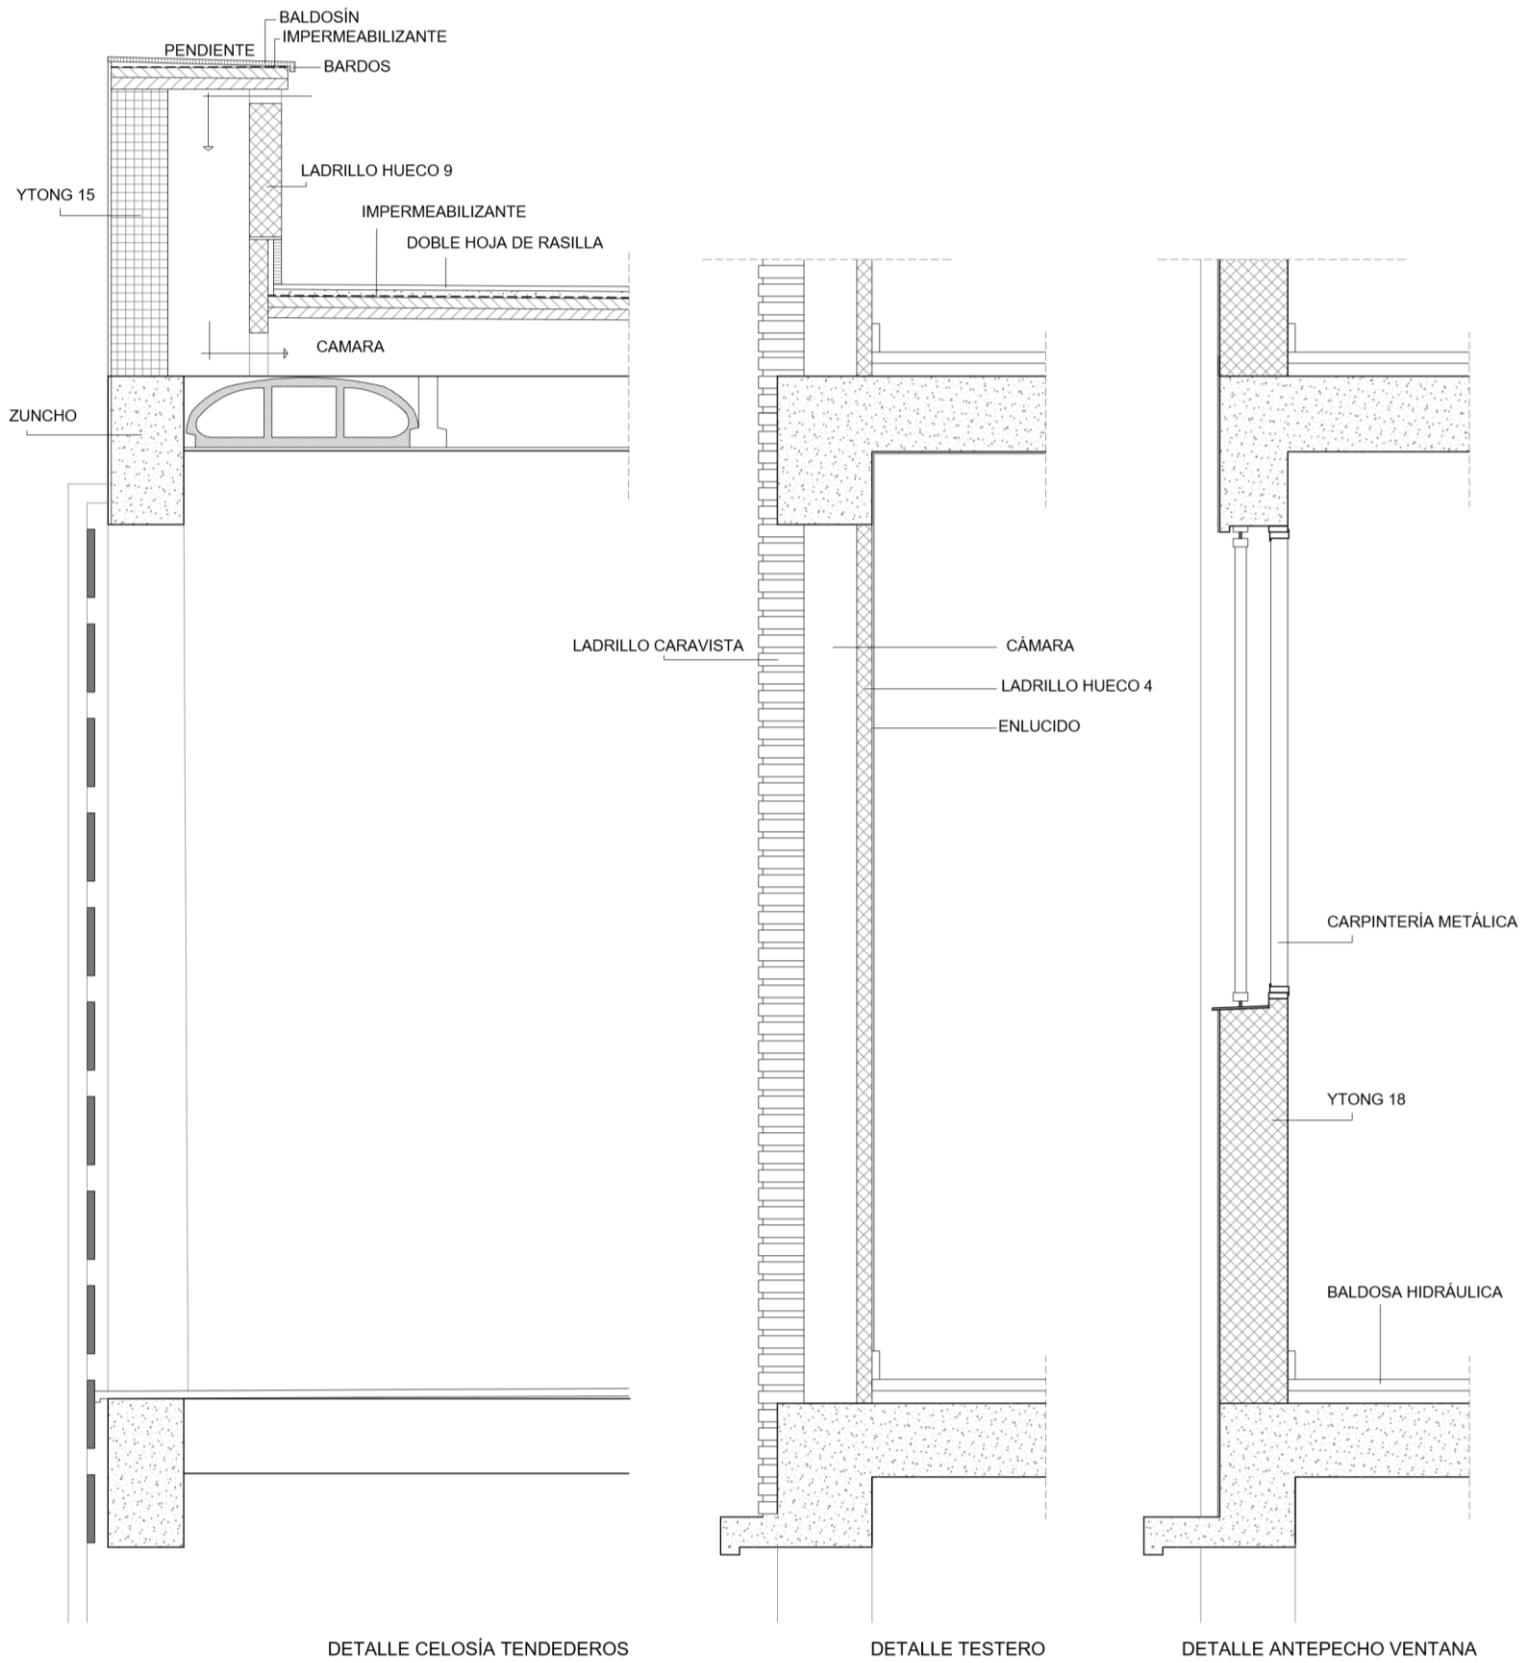 BALDOSÍN
IMPERMEABILIZANTE
PENDIENTE
BARDOS
LADRILLO HUECO 9
YTONG 15
IMPERMEABILIZANTE
DOBLE HOJA DE RASILLA
CAMARA
ZUNCHO
LADRILLO CARAVISTA
CÁMARA
LADRILLO HUECO 4
ENLUCIDO
CARPINTERÍA METÁLICA
YTONG 18
BALDOSA HIDRÁULICA
DETALLE CELOSÍA TENDEDEROS
DETALLE TESTERO
DETALLE ANTEPECHO VENTANA